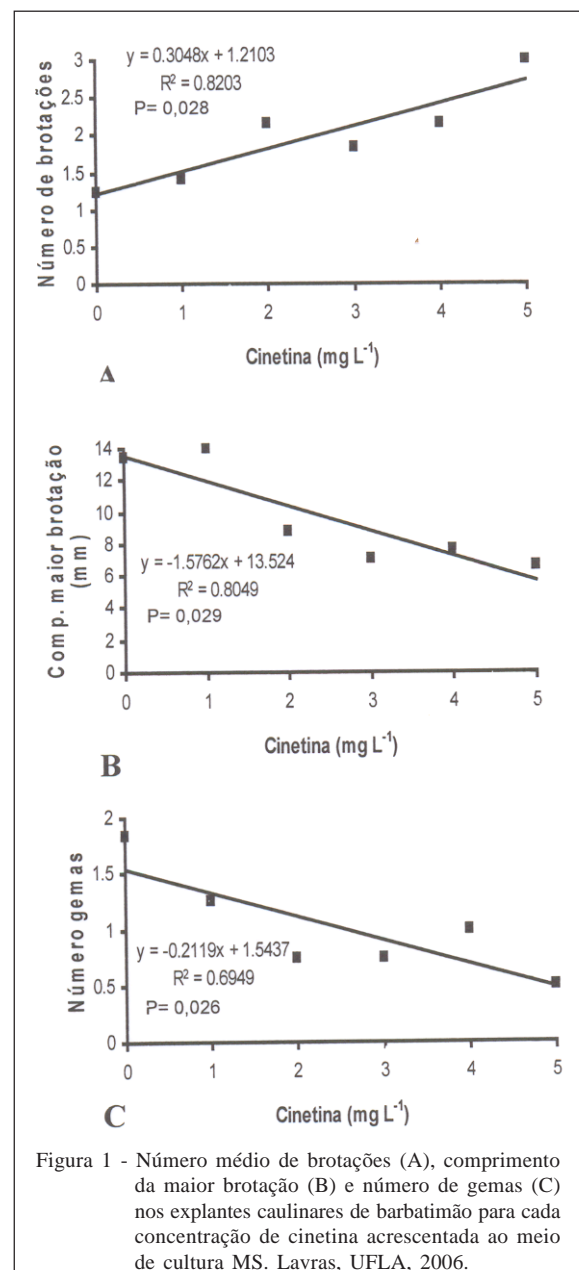 y = 0.3048x + 1.2103
R² = 0.8203
P= 0,028
Número de brotações
3
2.5
2
1.5
1
0.5
0
0 1 2 3 4 5
Cinetina (mg L⁻¹)
A
Comp. maior brotação
(mm)
14
12
10
8
6
4
2
0
y = -1.5762x + 13.524
R² = 0.8049
P= 0,029
0 1 2 3 4 5
Cinetina (mg L⁻¹)
B
Número gemas
2
1.5
1
0.5
0
y = -0.2119x + 1.5437
R² = 0.6949
P= 0,026
0 1 2 3 4 5
Cinetina (mg L⁻¹)
C
Figura 1 - Número médio de brotações (A), comprimento
da maior brotação (B) e número de gemas (C)
nos explantes caulinares de barbatimão para cada
concentração de cinetina acrescentada ao meio
de cultura MS. Lavras, UFLA, 2006.